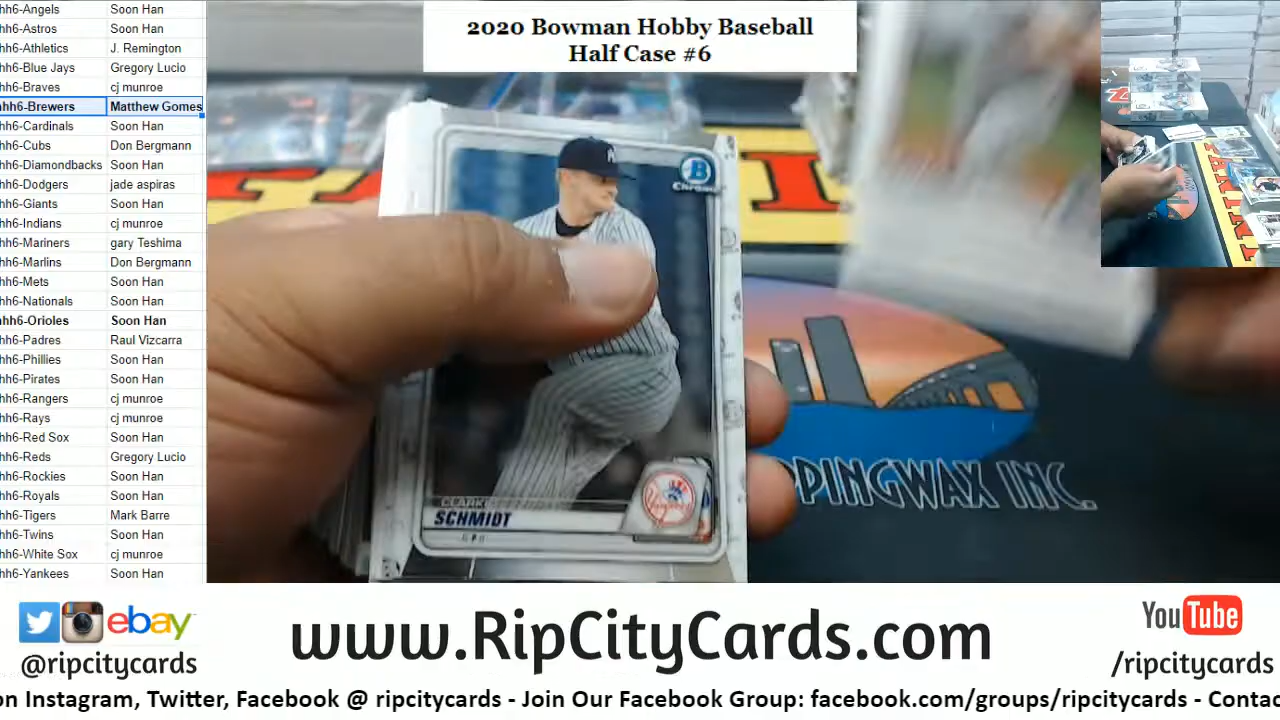 hh6-Angels Soon Han
hh6-Astros Soon Han
hh6-Athletics J. Remington
hh6-Blue Jays Gregory Lucio
hh6-Braves cj munroe
hh6-Brewers Matthew Gomes
hh6-Cardinals Soon Han
hh6-Cubs Don Bergmann
hh6-Diamondbacks Soon Han
hh6-Dodgers jade aspiras
hh6-Giants Soon Han
hh6-Indians cj munroe
hh6-Mariners gary Teshima
hh6-Marlins Don Bergmann
hh6-Mets Soon Han
hh6-Nationals Soon Han
hh6-Orioles Soon Han
hh6-Padres Raul Vizcarra
hh6-Phillies Soon Han
hh6-Pirates Soon Han
hh6-Rangers cj munroe
hh6-Rays cj munroe
hh6-Red Sox Soon Han
hh6-Reds Gregory Lucio
hh6-Rockies Soon Han
hh6-Royals Soon Han
hh6-Tigers Mark Barre
hh6-Twins Soon Han
hh6-White Sox cj munroe
hh6-Yankees Soon Han
2020 Bowman Hobby Baseball
Half Case #6
B
Chrome
CLARKE
SCHMIDT
PPINGWAX INC.
ebay
@ripcitycards
www.RipCityCards.com
YouTube
/ripcitycards
on Instagram, Twitter, Facebook @ ripcitycards - Join Our Facebook Group: facebook.com/groups/ripcitycards - Contac